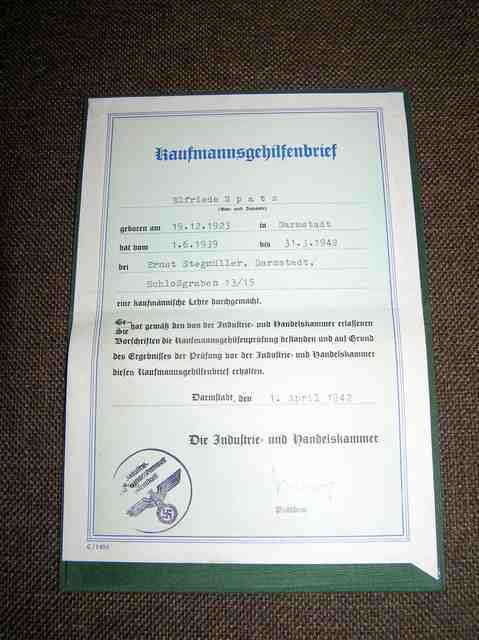 Kaufmannsgehilfenbrief
Elfriede Spatz
(Vor- und Zuname)
geboren am 19.12.1923 in Darmstadt
hat vom 1.6.1939 bis 31.3.1942
bei Ernst Stegmüller, Darmstadt,
Schloßgraben 13/15
eine kaufmännische Lehre durchgemacht.
Er
Sie hat gemäß den von der Industrie- und Handelskammer erlassenen
Vorschriften die Kaufmannsgehilfenprüfung bestanden und auf Grund
des Ergebnisses der Prüfung vor der Industrie- und Handelskammer
diesen Kaufmannsgehilfenbrief erhalten.
Darmstadt, den 1. April 1942
Die Industrie- und Handelskammer
Präsident